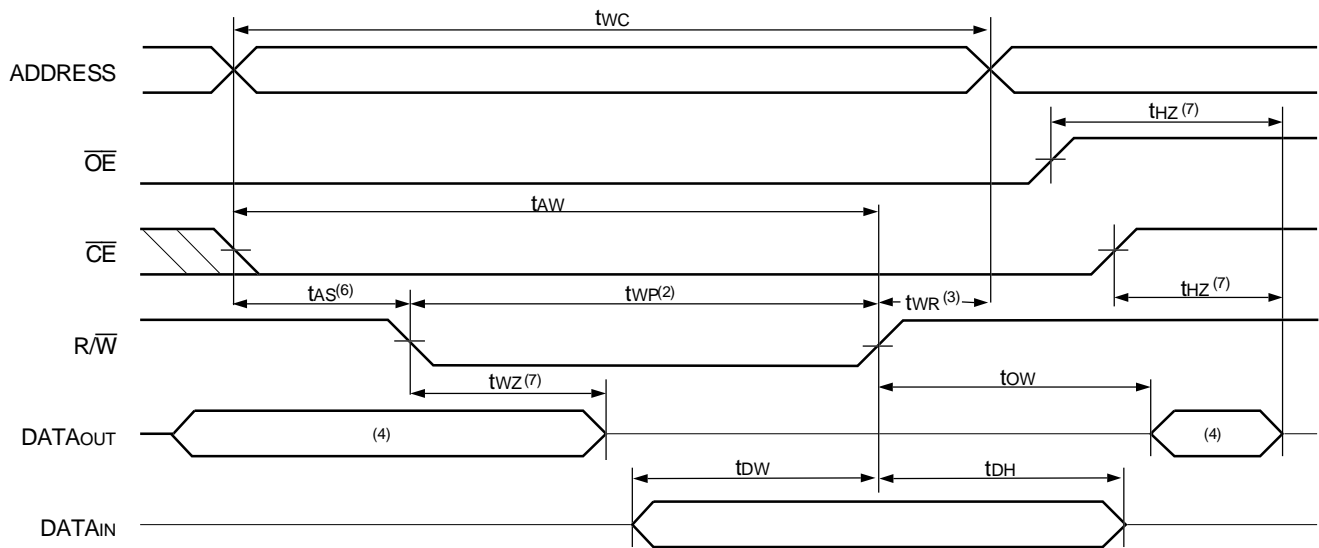 tWC
ADDRESS
tHZ (7)
OE
tAW
CE
tAS(6) tWP(2) tWR (3) tHZ (7)
R/W
tWZ (7) tOW
DATAOUT (4) (4)
tDW tDH
DATAIN